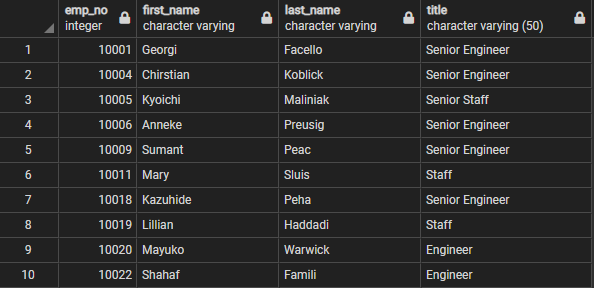 emp_no first_name last_name title
integer character varying character varying character varying (50)
1 10001 Georgi Facello Senior Engineer
2 10004 Chirstian Koblick Senior Engineer
3 10005 Kyoichi Maliniak Senior Staff
4 10006 Anneke Preusig Senior Engineer
5 10009 Sumant Peac Senior Engineer
6 10011 Mary Sluis Staff
7 10018 Kazuhide Peha Senior Engineer
8 10019 Lillian Haddadi Staff
9 10020 Mayuko Warwick Engineer
10 10022 Shahaf Famili Engineer